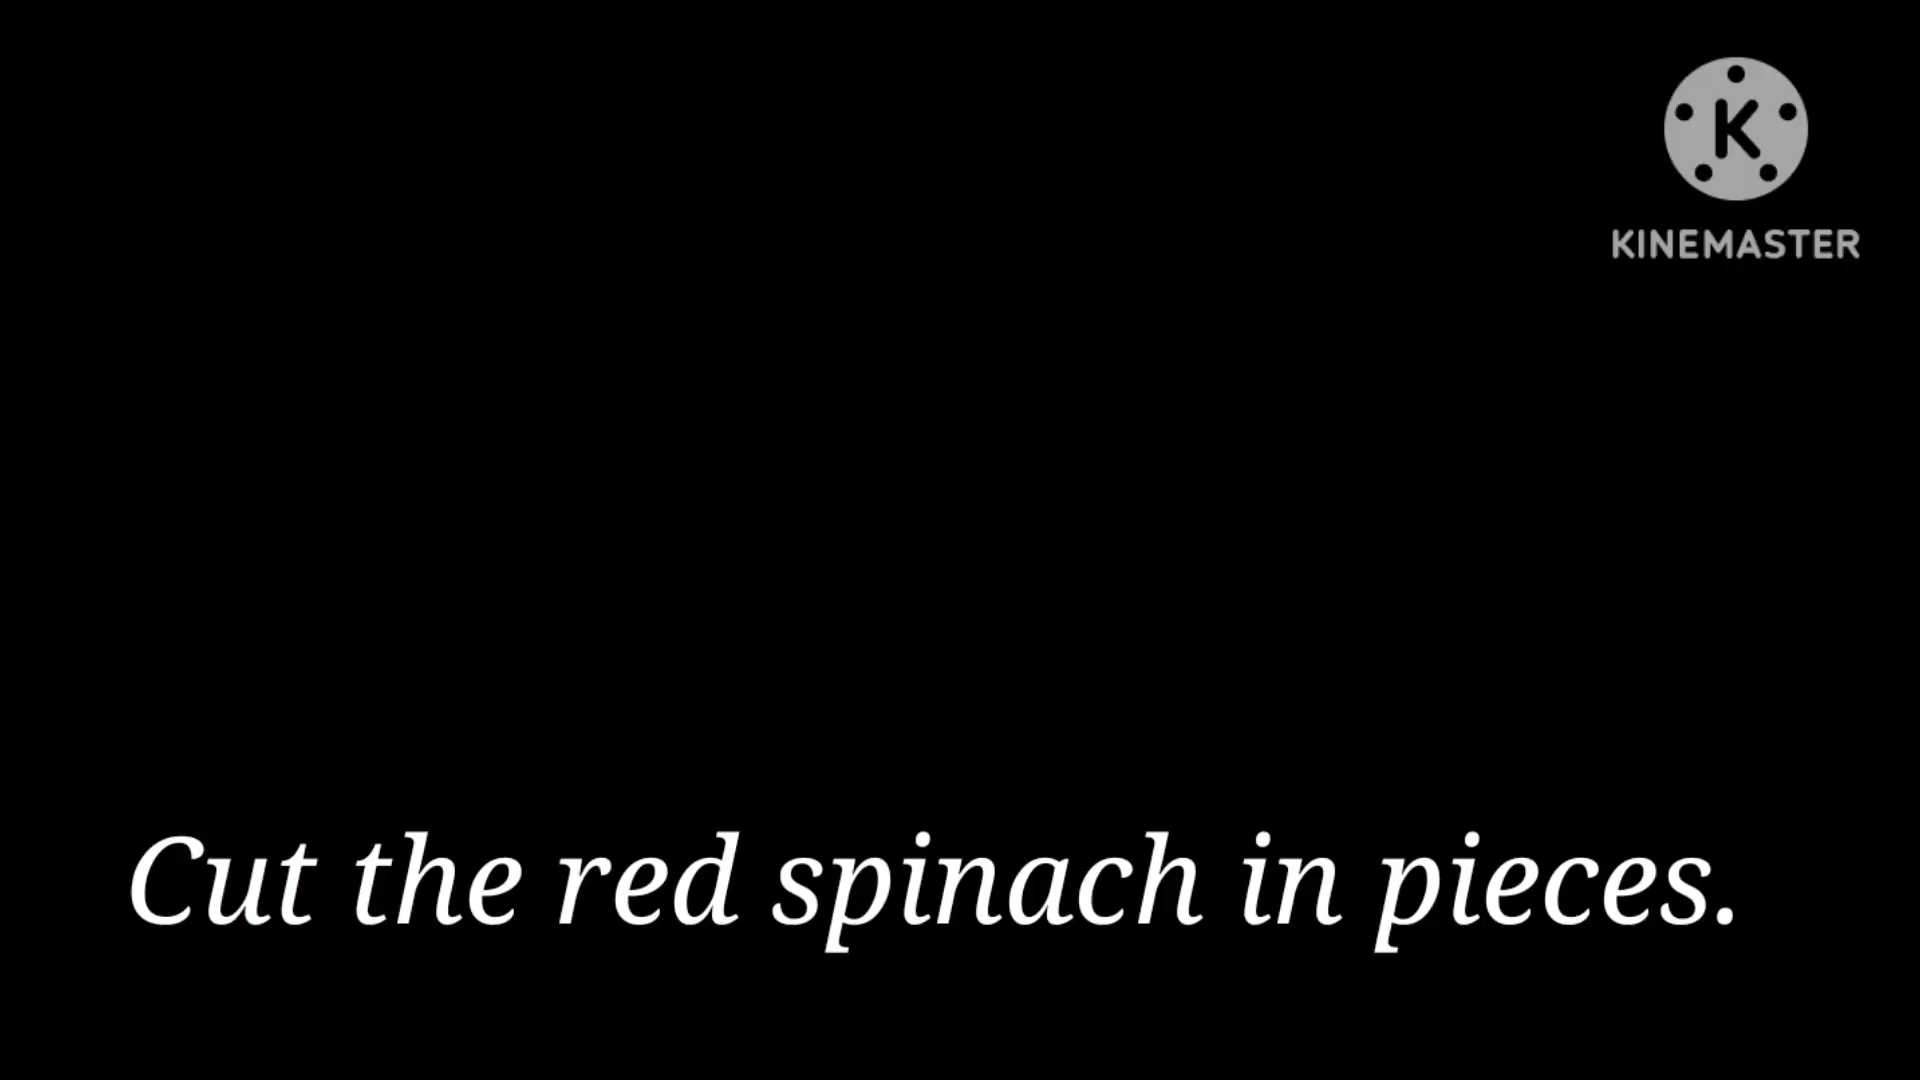 K
KINEMASTER
Cut the red spinach in pieces.